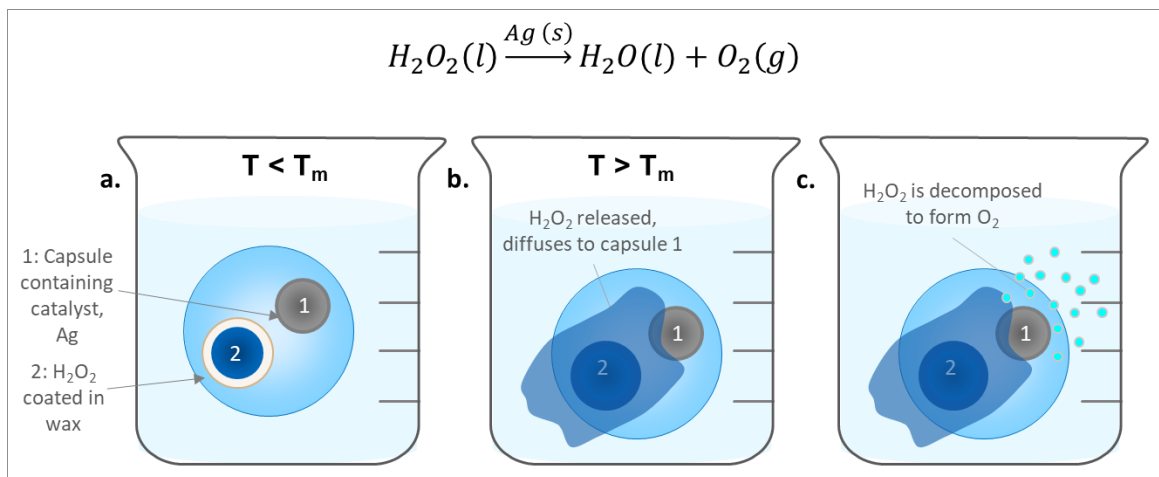 H₂O₂(l) —Ag (s)→ H₂O(l) + O₂(g)
a.
T < Tₘ
1: Capsule
containing
catalyst,
Ag
2: H₂O₂
coated in
wax
1
2
b.
T > Tₘ
H₂O₂ released,
diffuses to capsule 1
1
2
c.
H₂O₂ is decomposed
to form O₂
1
2